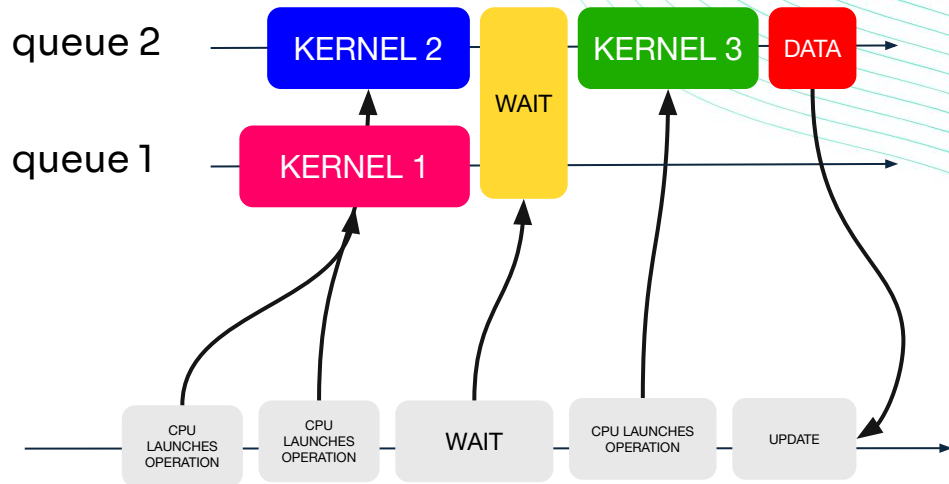 queue 2
KERNEL 2
WAIT
KERNEL 3
DATA
queue 1
KERNEL 1
CPU
LAUNCHES
OPERATION
CPU
LAUNCHES
OPERATION
WAIT
CPU LAUNCHES
OPERATION
UPDATE